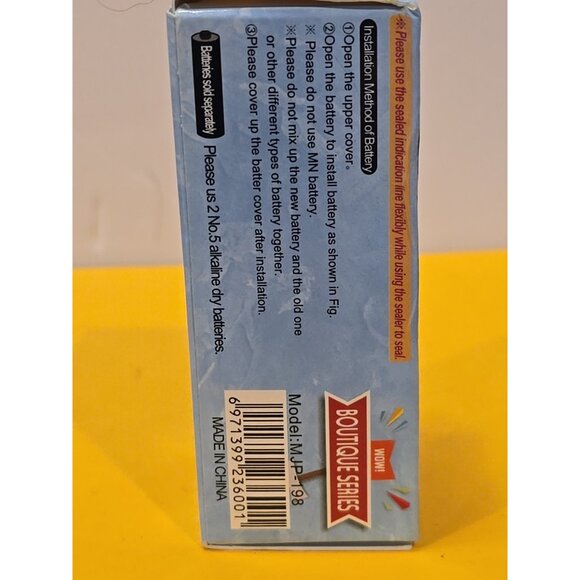 ※Please use the sealed indication line flexibly while using the sealer to seal.
Installation Method of Battery
①Open the upper cover。
②Open the battery to install battery as shown in Fig.
※ Please do not use MN battery.
※Please do not mix up the new battery and the old one
or other different types of battery together.
③Please cover up the batter cover after installation.
Batteries sold separately Please us 2 No.5 alkaline dry batteries.
WOW!
BOUTIQUE SERIES
Model:MJP-198
6 971399 236001
MADE IN CHINA